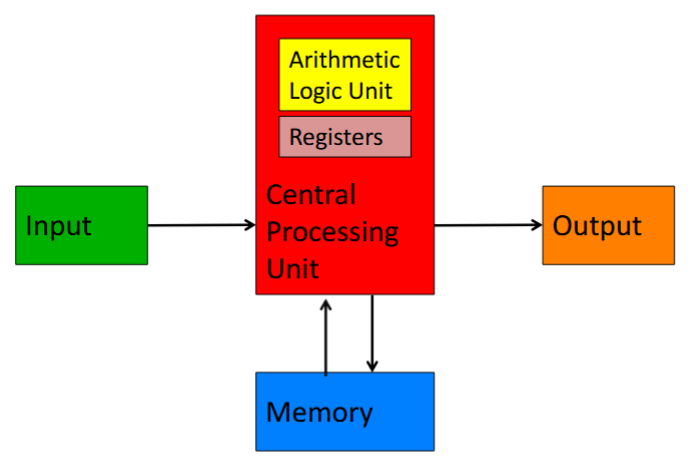 Arithmetic
Logic Unit
Registers
Central
Processing
Unit
Input
Output
Memory